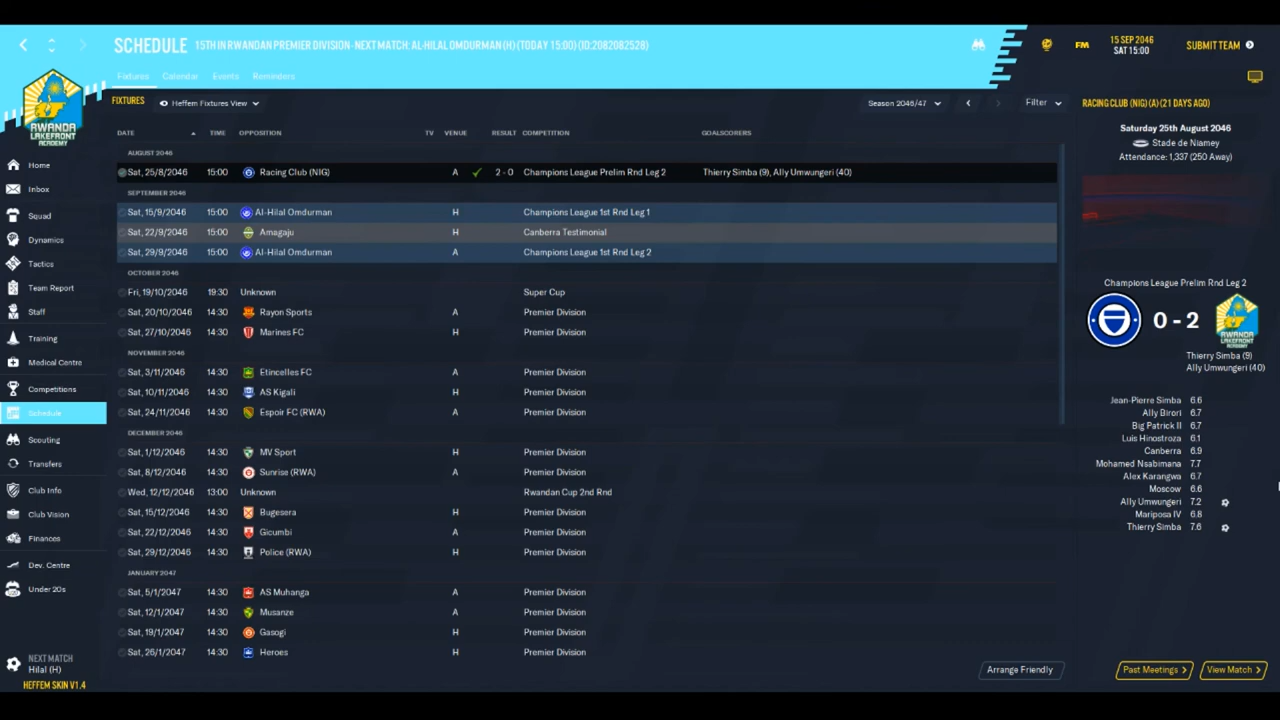 SCHEDULE 15TH IN RWANDAN PREMIER DIVISION - NEXT MATCH: AL-HILAL OMDURMAN (H) (TODAY 15:00) (ID:2082082528)
FM
15 SEP 2046
SAT 15:00
SUBMIT TEAM
Fixtures Calendar Events Reminders
RWANDA
LAKEFRONT
ACADEMY
FIXTURES Heffem Fixtures View Season 2046/47 Filter
DATE TIME OPPOSITION TV VENUE RESULT COMPETITION GOALSCORERS
AUGUST 2046
Sat, 25/8/2046 15:00 Racing Club (NIG) A 2 - 0 Champions League Prelim Rnd Leg 2 Thierry Simba (9), Ally Umwungeri (40)
SEPTEMBER 2046
Sat, 15/9/2046 15:00 Al-Hilal Omdurman H Champions League 1st Rnd Leg 1
Sat, 22/9/2046 15:00 Amagaju H Canberra Testimonial
Sat, 29/9/2046 15:00 Al-Hilal Omdurman A Champions League 1st Rnd Leg 2
OCTOBER 2046
Fri, 19/10/2046 19:30 Unknown Super Cup
Sat, 20/10/2046 14:30 Rayon Sports A Premier Division
Sat, 27/10/2046 14:30 Marines FC H Premier Division
NOVEMBER 2046
Sat, 3/11/2046 14:30 Etincelles FC A Premier Division
Sat, 10/11/2046 14:30 AS Kigali H Premier Division
Sat, 24/11/2046 14:30 Espoir FC (RWA) A Premier Division
DECEMBER 2046
Sat, 1/12/2046 14:30 MV Sport H Premier Division
Sat, 8/12/2046 14:30 Sunrise (RWA) A Premier Division
Wed, 12/12/2046 13:00 Unknown Rwandan Cup 2nd Rnd
Sat, 15/12/2046 14:30 Bugesera H Premier Division
Sat, 22/12/2046 14:30 Gicumbi A Premier Division
Sat, 29/12/2046 14:30 Police (RWA) H Premier Division
JANUARY 2047
Sat, 5/1/2047 14:30 AS Muhanga A Premier Division
Sat, 12/1/2047 14:30 Musanze A Premier Division
Sat, 19/1/2047 14:30 Gasogi H Premier Division
Sat, 26/1/2047 14:30 Heroes H Premier Division
Arrange Friendly
Home
Inbox
Squad
Dynamics
Tactics
Team Report
Staff
Training
Medical Centre
Competitions
Schedule
Scouting
Transfers
Club Info
Club Vision
Finances
Dev. Centre
Under 20s
NEXT MATCH
Hilal (H)
HEFFEM SKIN V1.4
RACING CLUB (NIG) (A) (21 DAYS AGO)
Saturday 25th August 2046
Stade de Niamey
Attendance: 1,337 (250 Away)
Champions League Prelim Rnd Leg 2
0 - 2
RWANDA
LAKEFRONT
ACADEMY
Thierry Simba (9)
Ally Umwungeri (40)
Jean-Pierre Simba 6.6
Ally Birori 6.7
Big Patrick II 6.7
Luis Hinostroza 6.1
Canberra 6.9
Mohamed Nsabimana 7.7
Alex Karangwa 6.7
Moscow 6.6
Ally Umwungeri 7.2
Mariposa IV 6.8
Thierry Simba 7.6
Past Meetings View Match